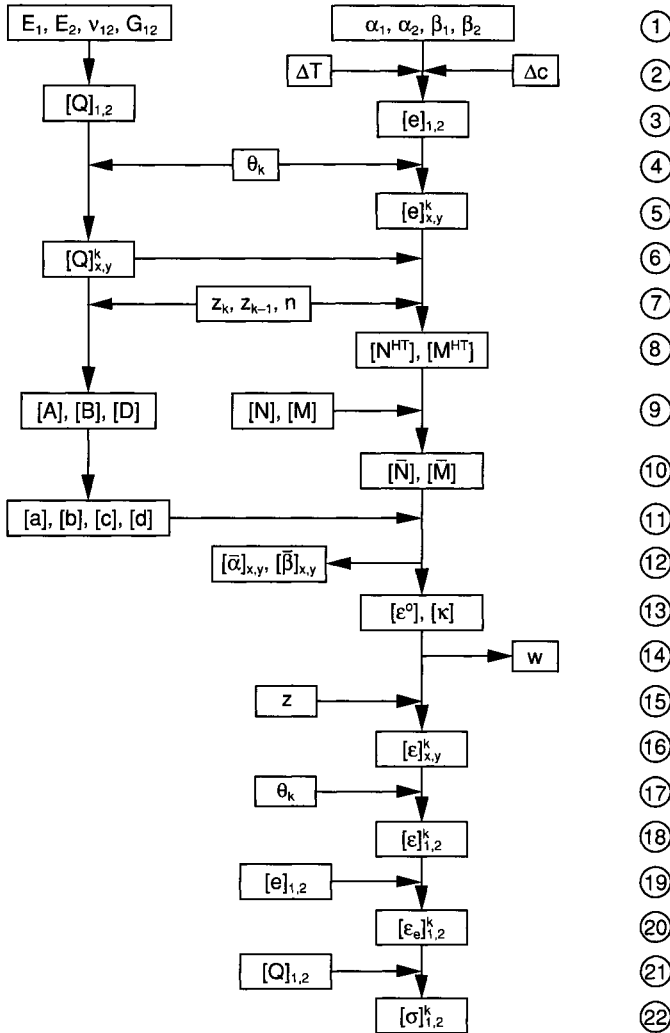 E₁, E₂, ν₁₂, G₁₂
α₁, α₂, β₁, β₂
①
ΔT
Δc
②
[Q]₁,₂
[e]₁,₂
③
θₖ
④
[e]ᵏx,y
⑤
[Q]ᵏx,y
⑥
zₖ, zₖ₋₁, n
⑦
[Nᴴᵀ], [Mᴴᵀ]
⑧
[A], [B], [D]
[N], [M]
⑨
[N̄], [M̄]
⑩
[a], [b], [c], [d]
⑪
[ᾱ]x,y, [β̄]x,y
⑫
[ε°], [κ]
⑬
w
⑭
z
⑮
[ε]ᵏx,y
⑯
θₖ
⑰
[ε]ᵏ₁,₂
⑱
[e]₁,₂
⑲
[εₑ]ᵏ₁,₂
⑳
[Q]₁,₂
㉑
[σ]ᵏ₁,₂
㉒